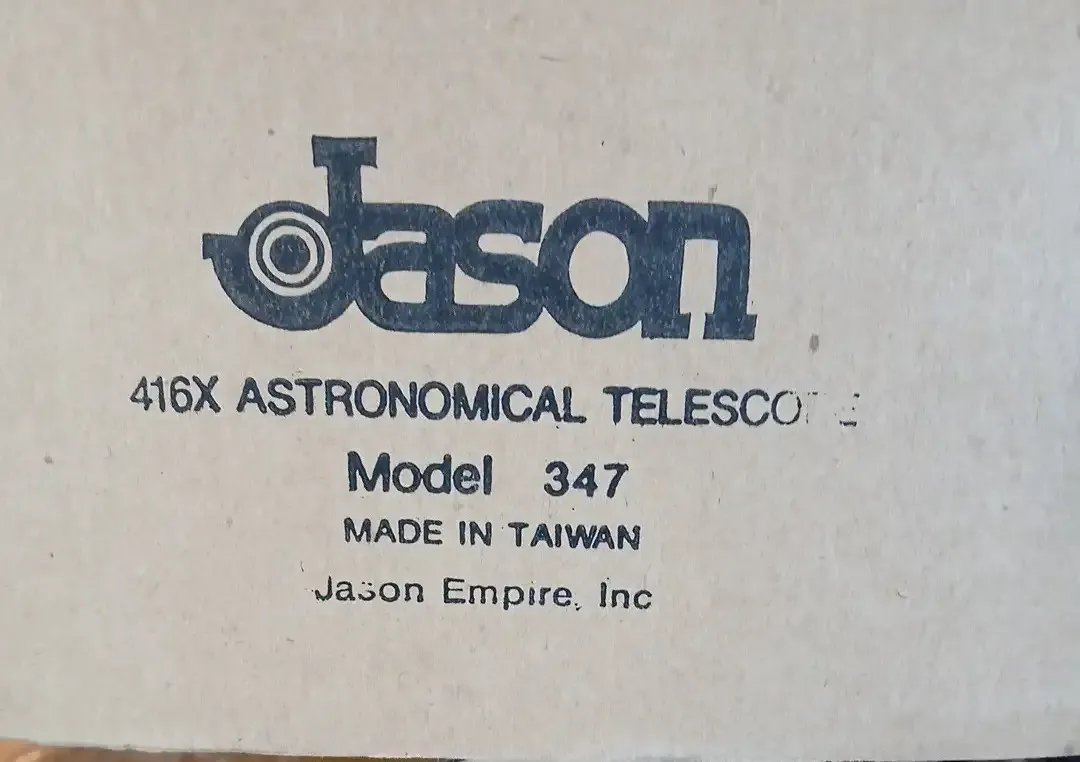 Jason
416X ASTRONOMICAL TELESCOPE
Model 347
MADE IN TAIWAN
Jason Empire, Inc